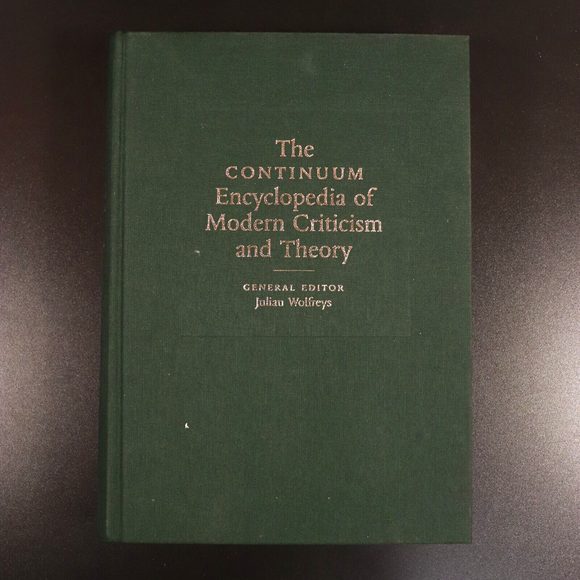 The
CONTINUUM
Encyclopedia of
Modern Criticism
and Theory
GENERAL EDITOR
Julian Wolfreys